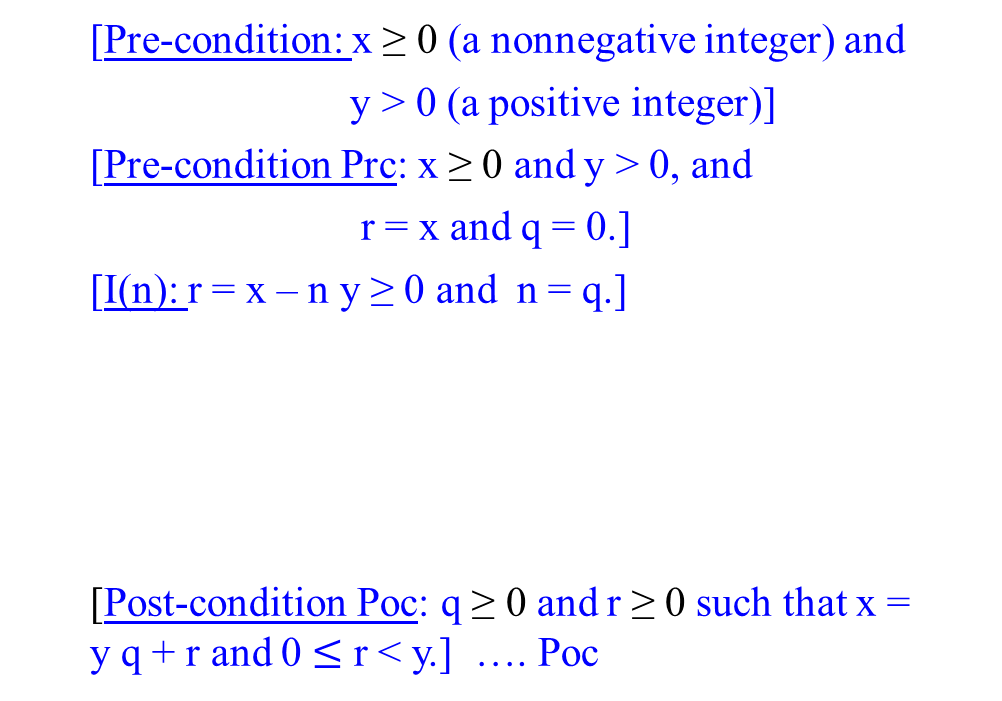 [Pre-condition: x ≥ 0 (a nonnegative integer) and
y > 0 (a positive integer)]
[Pre-condition Prc: x ≥ 0 and y > 0, and
r = x and q = 0.]
[I(n): r = x – n y ≥ 0 and n = q.]
[Post-condition Poc: q ≥ 0 and r ≥ 0 such that x =
y q + r and 0 ≤ r < y.] …. Poc